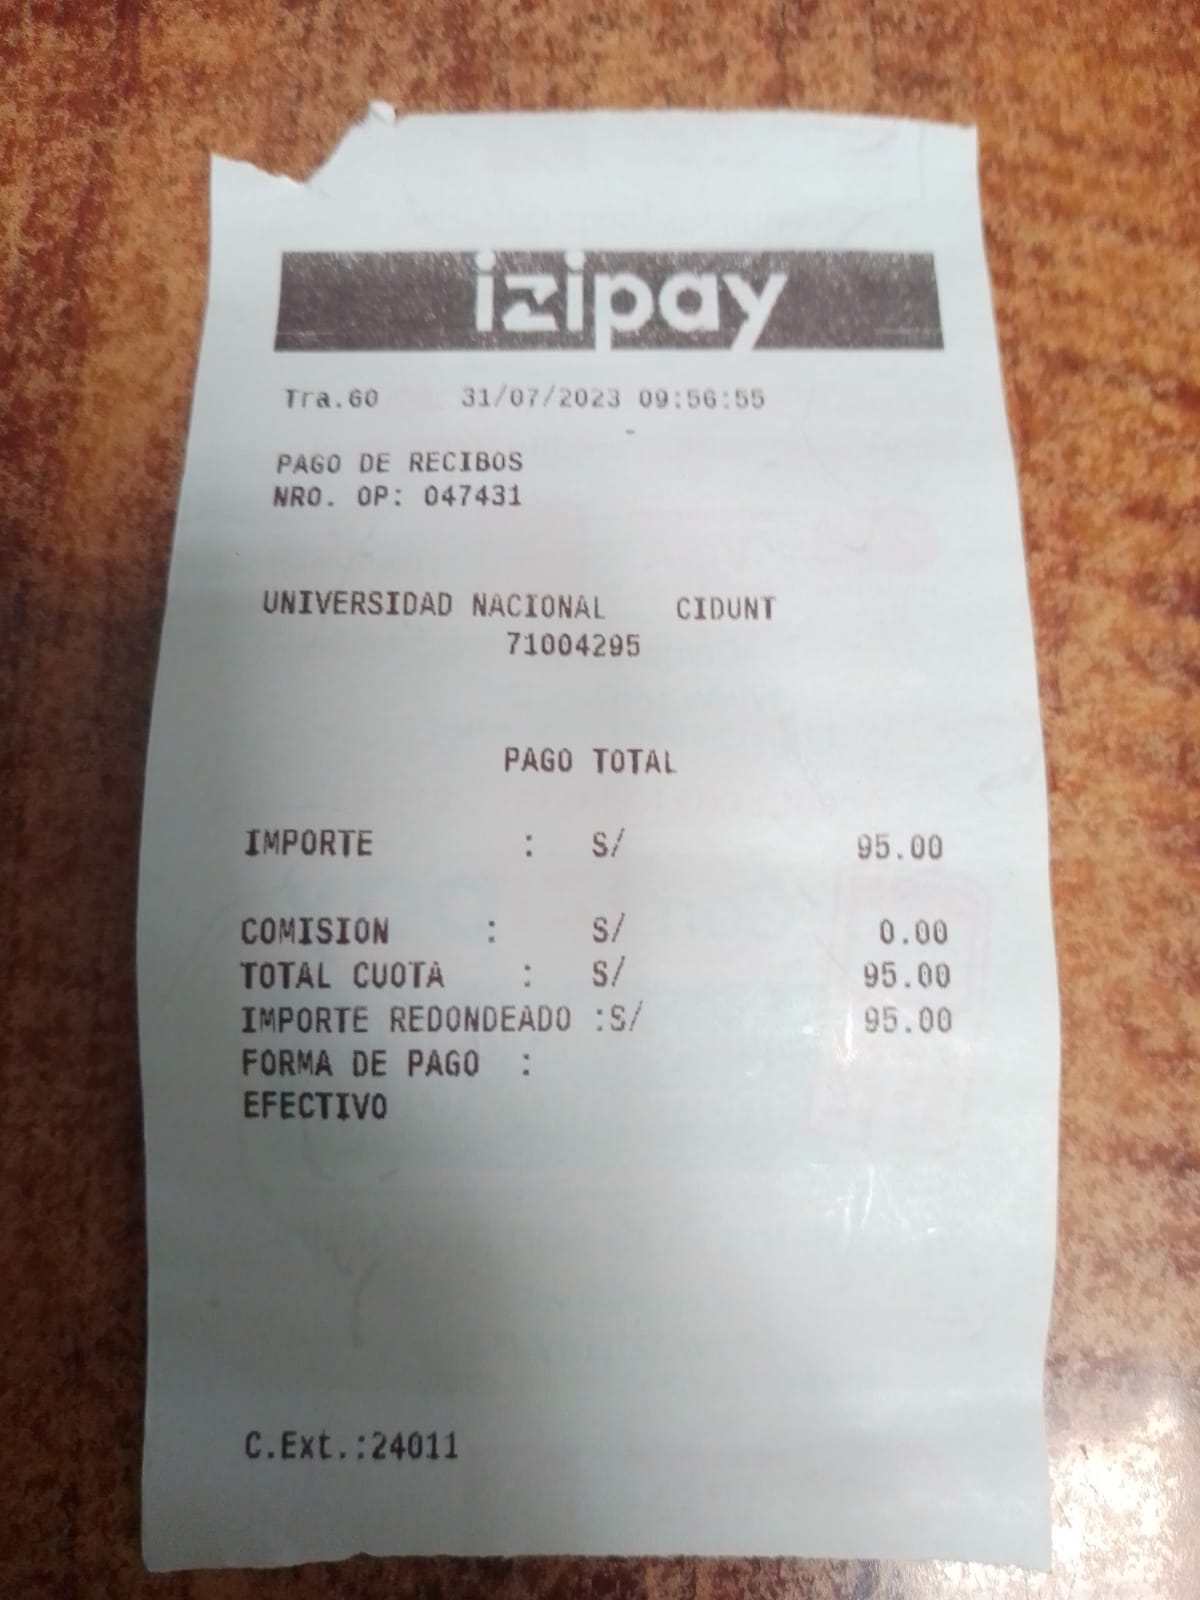 izipay
Tra.60 31/07/2023 09:56:55
PAGO DE RECIBOS
NRO. OP: 047431
UNIVERSIDAD NACIONAL CIDUNT
71004295
PAGO TOTAL
IMPORTE : S/ 95.00
COMISION : S/ 0.00
TOTAL CUOTA : S/ 95.00
IMPORTE REDONDEADO :S/ 95.00
FORMA DE PAGO :
EFECTIVO
C.Ext.:24011